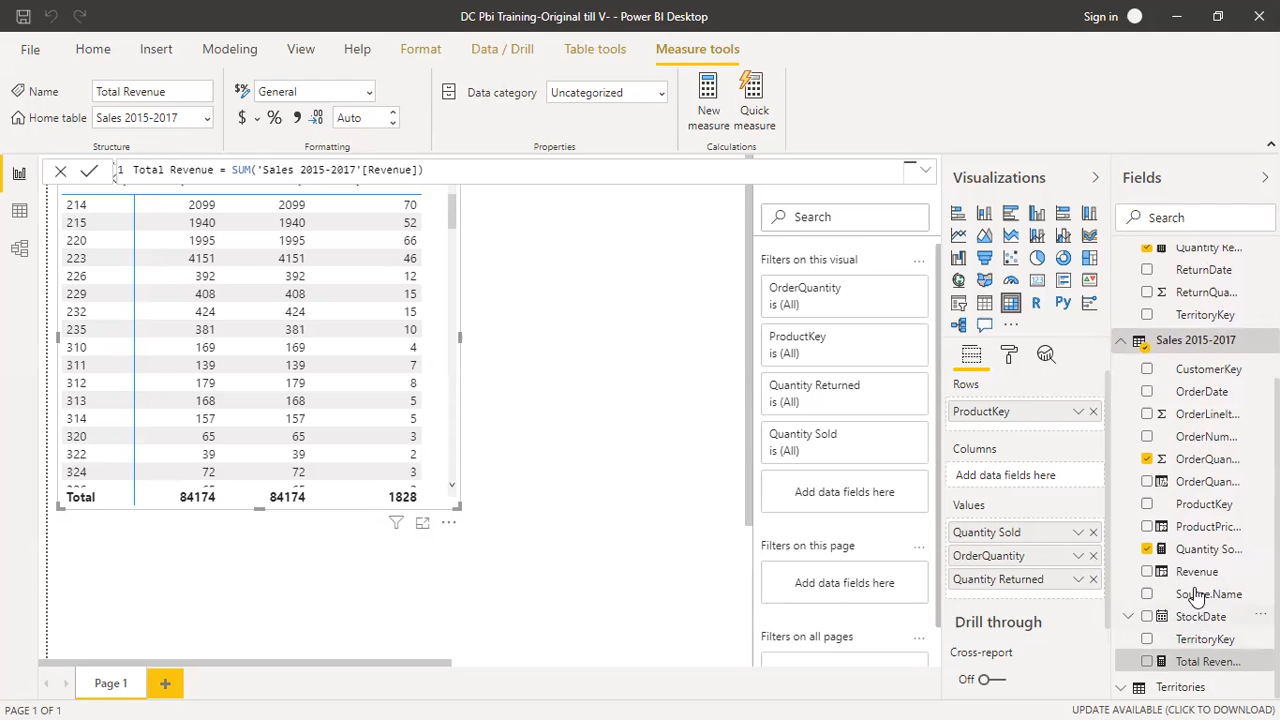 DC Pbi Training-Original till V- - Power BI Desktop
Sign in
File Home Insert Modeling View Help Format Data / Drill Table tools Measure tools
Name Total Revenue
Home table Sales 2015-2017
Structure
General
$ % , Auto
Formatting
Data category Uncategorized
Properties
New measure
Quick measure
Calculations
1 Total Revenue = SUM('Sales 2015-2017'[Revenue])
214 2099 2099 70
215 1940 1940 52
220 1995 1995 66
223 4151 4151 46
226 392 392 12
229 408 408 15
232 424 424 15
235 381 381 10
310 169 169 4
311 139 139 7
312 179 179 8
313 168 168 5
314 157 157 5
320 65 65 3
322 39 39 2
324 72 72 3
Total 84174 84174 1828
Search
Filters on this visual ...
OrderQuantity
is (All)
ProductKey
is (All)
Quantity Returned
is (All)
Quantity Sold
is (All)
Add data fields here
Filters on this page ...
Add data fields here
Filters on all pages ...
Visualizations
R Py
...
Rows
ProductKey
Columns
Add data fields here
Values
Quantity Sold
OrderQuantity
Quantity Returned
Drill through
Cross-report
Off
Fields
Search
Quantity Re...
ReturnDate
ReturnQua...
TerritoryKey
Sales 2015-2017
CustomerKey
OrderDate
OrderLineIt...
OrderNum...
OrderQuan...
OrderQuan...
ProductKey
ProductPric...
Quantity So...
Revenue
StockDate ...
TerritoryKey
Total Reven...
Territories
Page 1
PAGE 1 OF 1
UPDATE AVAILABLE (CLICK TO DOWNLOAD)